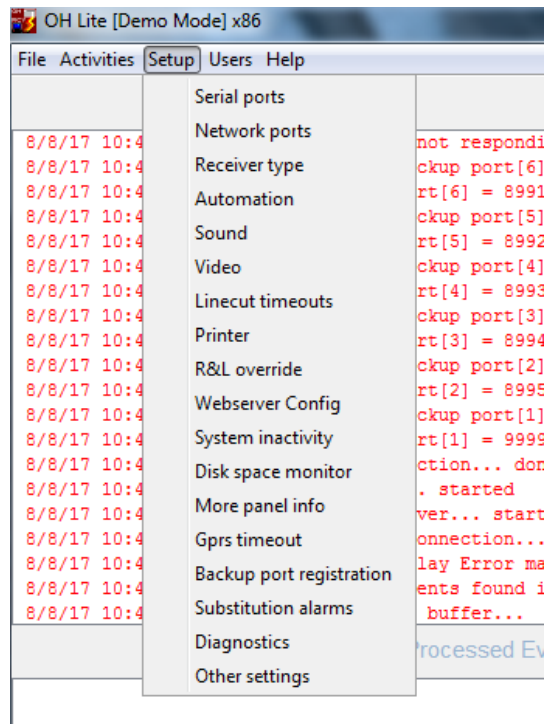 OH Lite [Demo Mode] x86
File Activities Setup Users Help
Serial ports
Network ports
Receiver type
Automation
Sound
Video
Linecut timeouts
Printer
R&L override
Webserver Config
System inactivity
Disk space monitor
More panel info
Gprs timeout
Backup port registration
Substitution alarms
Diagnostics
Other settings
8/8/17 10:4 not respondi
8/8/17 10:4 ckup port[6]
8/8/17 10:4 rt[6] = 8991
8/8/17 10:4 ckup port[5]
8/8/17 10:4 rt[5] = 8992
8/8/17 10:4 ckup port[4]
8/8/17 10:4 rt[4] = 8993
8/8/17 10:4 ckup port[3]
8/8/17 10:4 rt[3] = 8994
8/8/17 10:4 ckup port[2]
8/8/17 10:4 rt[2] = 8995
8/8/17 10:4 ckup port[1]
8/8/17 10:4 rt[1] = 9999
8/8/17 10:4 ction... don
8/8/17 10:4 . started
8/8/17 10:4 ver... start
8/8/17 10:4 onnection...
8/8/17 10:4 lay Error ma
8/8/17 10:4 ents found i
8/8/17 10:4 buffer...
rocessed Ev